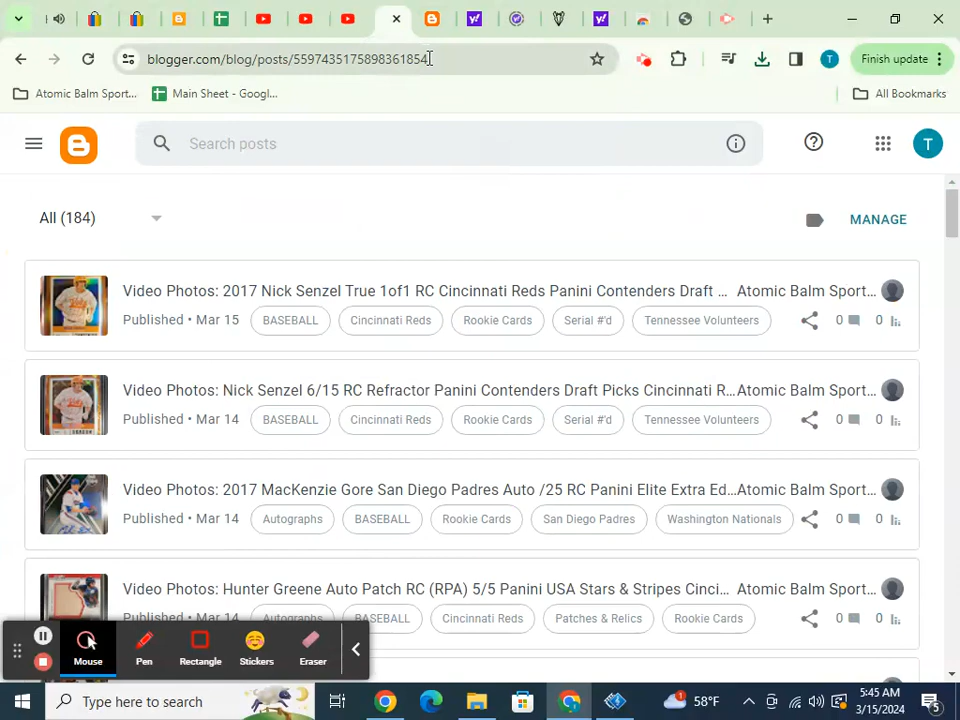 blogger.com/blog/posts/5597435175898361854
Finish update
Atomic Balm Sport...
Main Sheet - Googl...
All Bookmarks
Search posts
T
T
All (184)
MANAGE
Video Photos: 2017 Nick Senzel True 1of1 RC Cincinnati Reds Panini Contenders Draft ... Atomic Balm Sport...
Published • Mar 15 BASEBALL Cincinnati Reds Rookie Cards Serial #'d Tennessee Volunteers 0 0
Video Photos: Nick Senzel 6/15 RC Refractor Panini Contenders Draft Picks Cincinnati R... Atomic Balm Sport...
Published • Mar 14 BASEBALL Cincinnati Reds Rookie Cards Serial #'d Tennessee Volunteers 0 0
Video Photos: 2017 MacKenzie Gore San Diego Padres Auto /25 RC Panini Elite Extra Ed... Atomic Balm Sport...
Published • Mar 14 Autographs BASEBALL Rookie Cards San Diego Padres Washington Nationals 0 0
Video Photos: Hunter Greene Auto Patch RC (RPA) 5/5 Panini USA Stars & Stripes Cinci... Atomic Balm Sport...
Published • Mar 14 Autographs BASEBALL Cincinnati Reds Patches & Relics Rookie Cards 0 0
Mouse Pen Rectangle Stickers Eraser
Type here to search
1
58°F
5:45 AM
3/15/2024
5